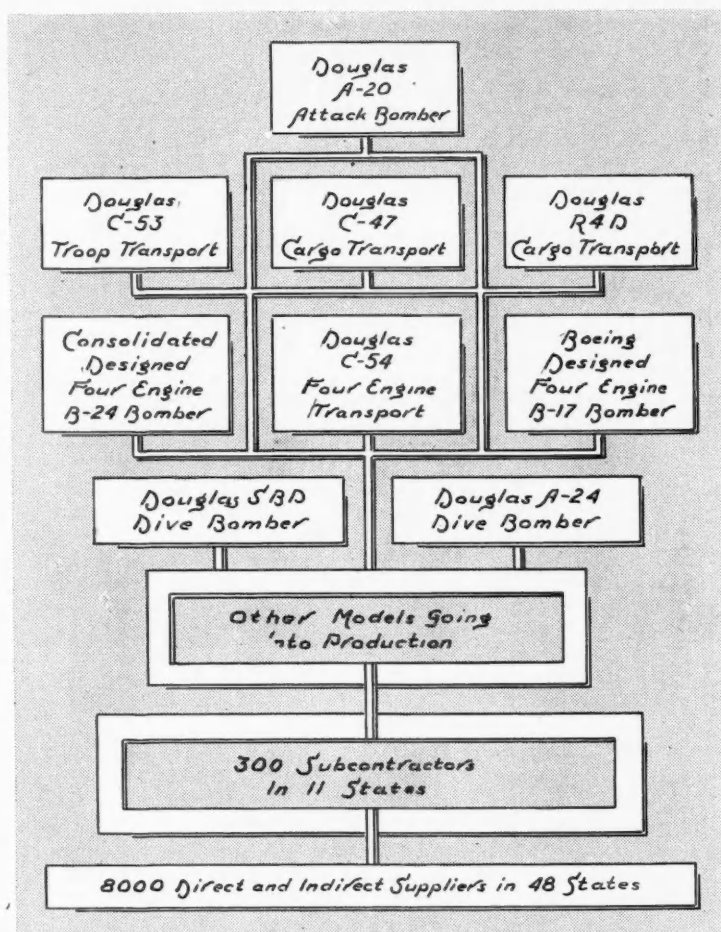 Douglas
A-20
Attack Bomber
Douglas
C-53
Troop Transport
Douglas
C-47
Cargo Transport
Douglas
R4D
Cargo Transport
Consolidated
Designed
Four Engine
B-24 Bomber
Douglas
C-54
Four Engine
Transport
Boeing
Designed
Four Engine
B-17 Bomber
Douglas SBD
Dive Bomber
Douglas A-24
Dive Bomber
Other Models Going
Into Production
300 Subcontractors
In 11 States
8000 Direct and Indirect Suppliers in 48 States